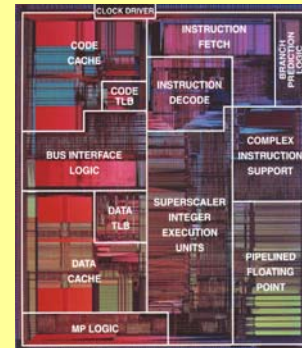 CLOCK DRIVER
CODE
CACHE
CODE
TLB
INSTRUCTION
FETCH
BRANCH
PREDICTION
LOGIC
INSTRUCTION
DECODE
BUS INTERFACE
LOGIC
COMPLEX
INSTRUCTION
SUPPORT
DATA
TLB
SUPERSCALER
INTEGER
EXECUTION
UNITS
DATA
CACHE
PIPELINED
FLOATING
POINT
MP LOGIC